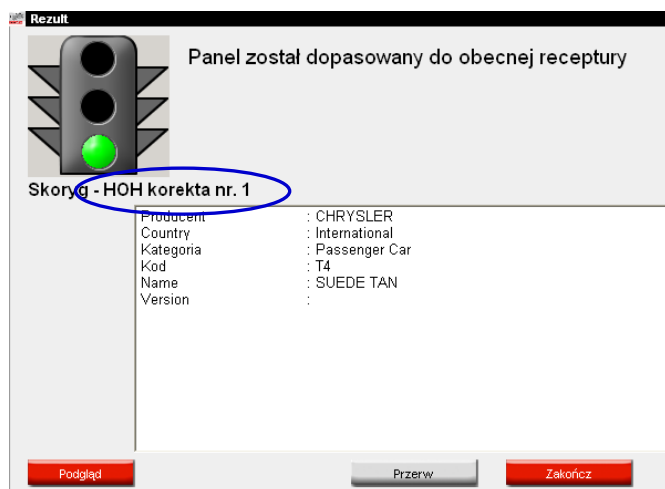 Rezult
Panel został dopasowany do obecnej receptury
Skoryg - HOH korekta nr. 1
Producent : CHRYSLER
Country : International
Kategoria : Passenger Car
Kod : T4
Name : SUEDE TAN
Version :
Podgląd Przerw Zakończ